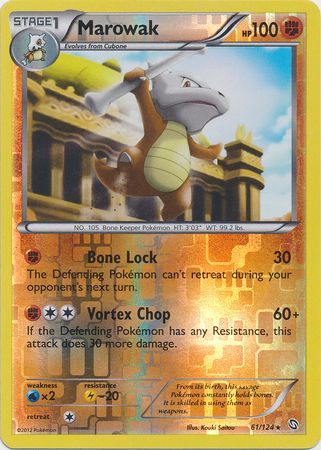 STAGE1
Marowak
HP100
Evolves from Cubone
NO. 105 Bone Keeper Pokémon HT: 3'03" WT: 99.2 lbs.
Bone Lock 30
The Defending Pokémon can't retreat during your
opponent's next turn.
Vortex Chop 60+
If the Defending Pokémon has any Resistance, this
attack does 30 more damage.
weakness
×2
resistance
-20
retreat
From its birth, this savage
Pokémon constantly holds bones.
It is skilled at using them as
weapons.
©2012 Pokémon
Illus. Kouki Saitou
61/124 ★